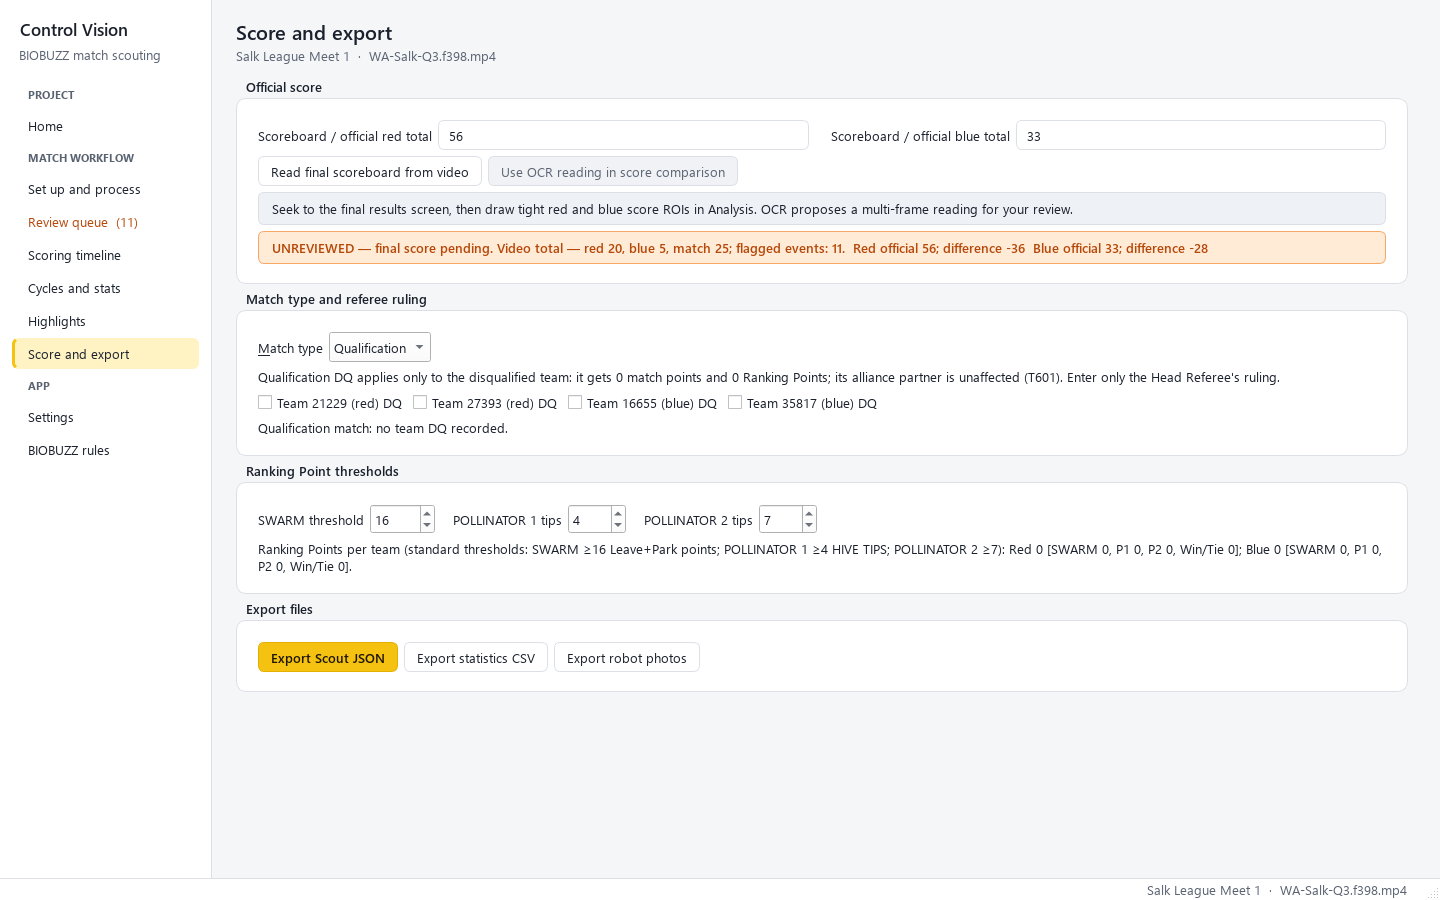 Control Vision
BIOBUZZ match scouting
PROJECT
Home
MATCH WORKFLOW
Set up and process
Review queue (11)
Scoring timeline
Cycles and stats
Highlights
Score and export
APP
Settings
BIOBUZZ rules
Score and export
Salk League Meet 1 · WA-Salk-Q3.f398.mp4
Official score
Scoreboard / official red total 56 Scoreboard / official blue total 33
Read final scoreboard from video Use OCR reading in score comparison
Seek to the final results screen, then draw tight red and blue score ROIs in Analysis. OCR proposes a multi-frame reading for your review.
UNREVIEWED — final score pending. Video total — red 20, blue 5, match 25; flagged events: 11. Red official 56; difference -36 Blue official 33; difference -28
Match type and referee ruling
Match type Qualification
Qualification DQ applies only to the disqualified team: it gets 0 match points and 0 Ranking Points; its alliance partner is unaffected (T601). Enter only the Head Referee's ruling.
Team 21229 (red) DQ Team 27393 (red) DQ Team 16655 (blue) DQ Team 35817 (blue) DQ
Qualification match: no team DQ recorded.
Ranking Point thresholds
SWARM threshold 16 POLLINATOR 1 tips 4 POLLINATOR 2 tips 7
Ranking Points per team (standard thresholds: SWARM ≥16 Leave+Park points; POLLINATOR 1 ≥4 HIVE TIPS; POLLINATOR 2 ≥7): Red 0 [SWARM 0, P1 0, P2 0, Win/Tie 0]; Blue 0 [SWARM 0, P1 0,
P2 0, Win/Tie 0].
Export files
Export Scout JSON Export statistics CSV Export robot photos
Salk League Meet 1 · WA-Salk-Q3.f398.mp4